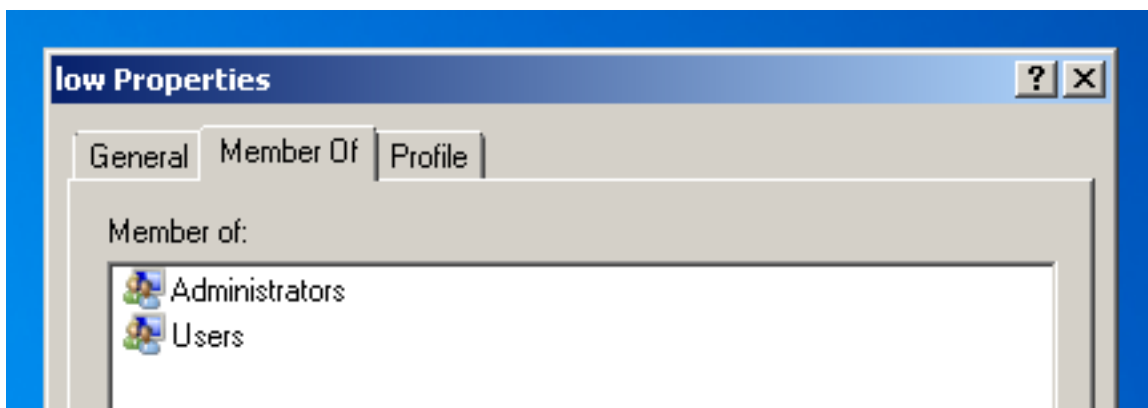 low Properties
General Member Of Profile
Member of:
Administrators
Users